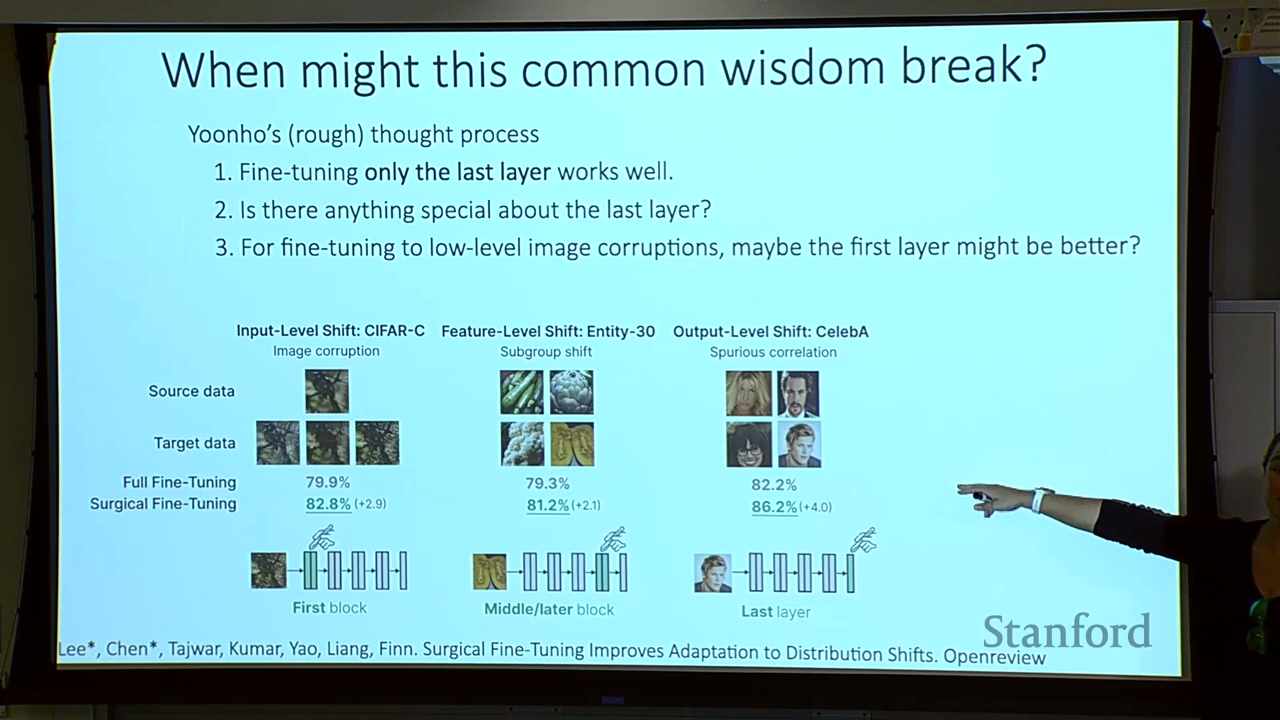 When might this common wisdom break?
Yoonho's (rough) thought process
1. Fine-tuning only the last layer works well.
2. Is there anything special about the last layer?
3. For fine-tuning to low-level image corruptions, maybe the first layer might be better?
Input-Level Shift: CIFAR-C Feature-Level Shift: Entity-30 Output-Level Shift: CelebA
Image corruption Subgroup shift Spurious correlation
Source data
Target data
Full Fine-Tuning 79.9% 79.3% 82.2%
Surgical Fine-Tuning 82.8% (+2.9) 81.2% (+2.1) 86.2% (+4.0)
First block Middle/later block Last layer
Stanford
Lee*, Chen*, Tajwar, Kumar, Yao, Liang, Finn. Surgical Fine-Tuning Improves Adaptation to Distribution Shifts. Openreview